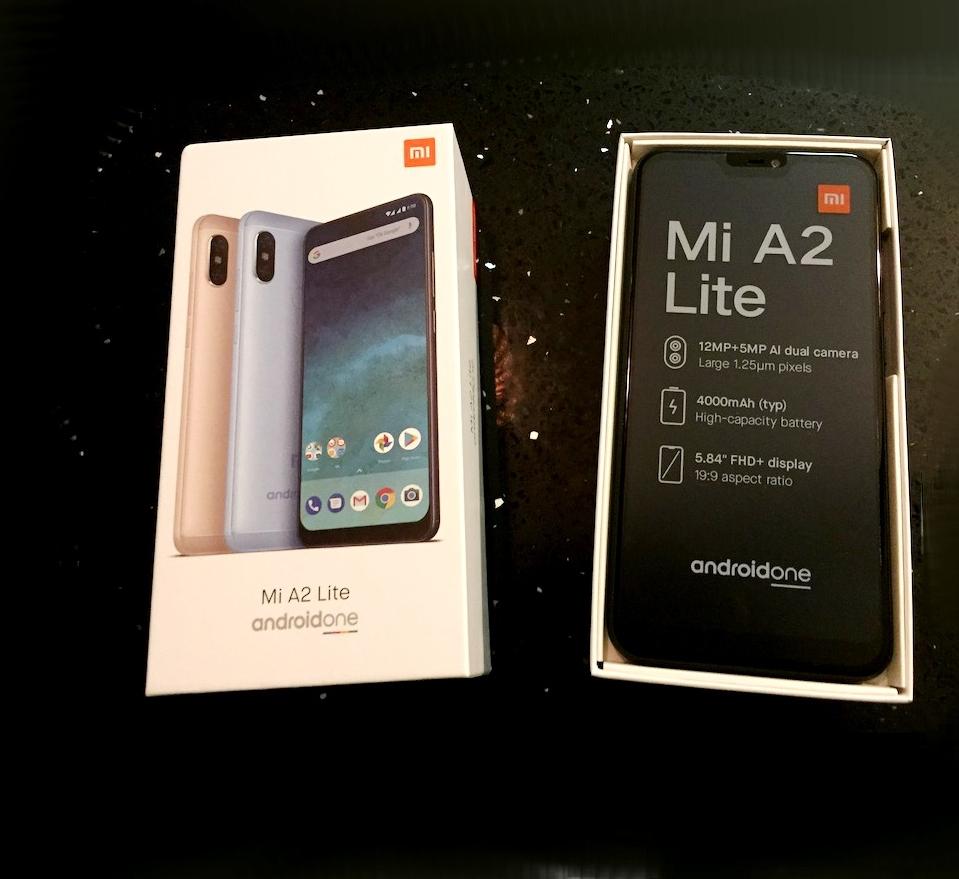 mi
Mi A2 Lite
androidone
mi
Mi A2
Lite
12MP+5MP AI dual camera
Large 1.25µm pixels
4000mAh (typ)
High-capacity battery
5.84" FHD+ display
19:9 aspect ratio
androidone